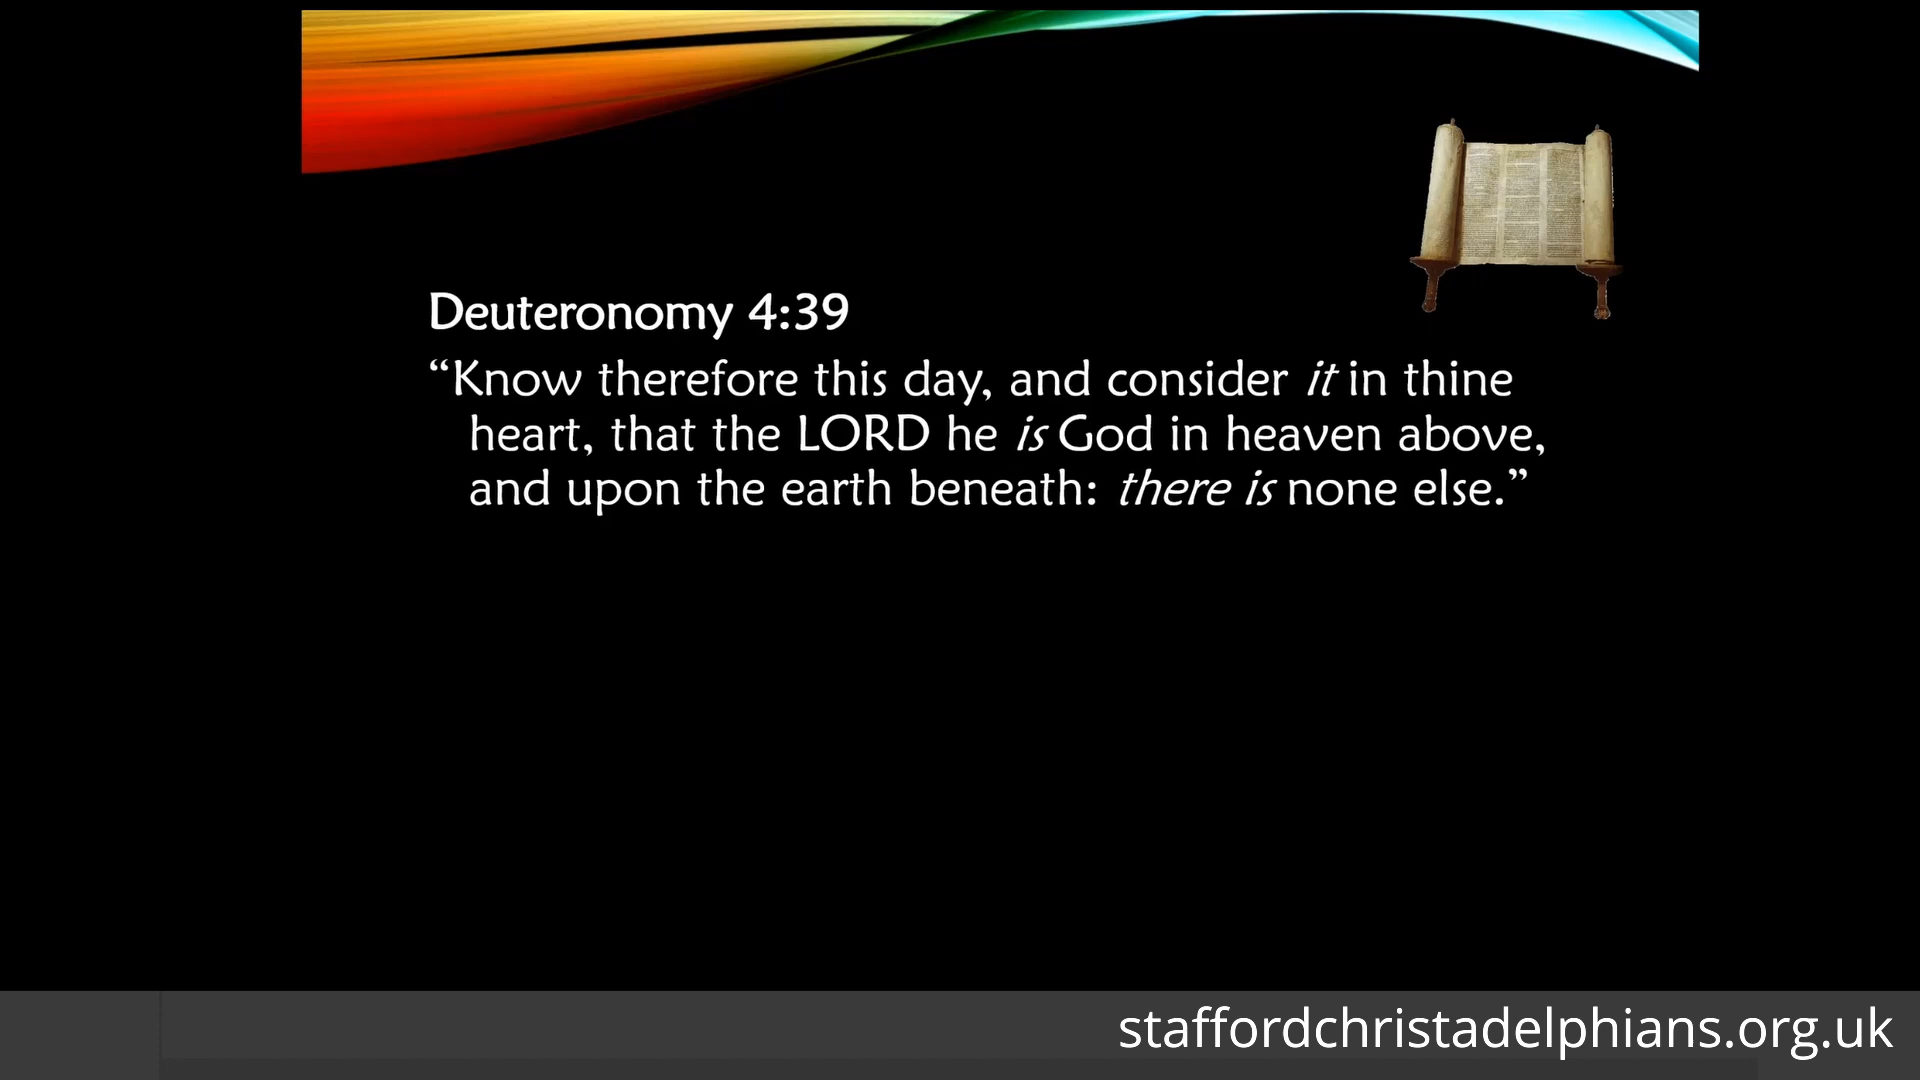 Deuteronomy 4:39
“Know therefore this day, and consider it in thine
heart, that the LORD he is God in heaven above,
and upon the earth beneath: there is none else.”
staffordchristadelphians.org.uk